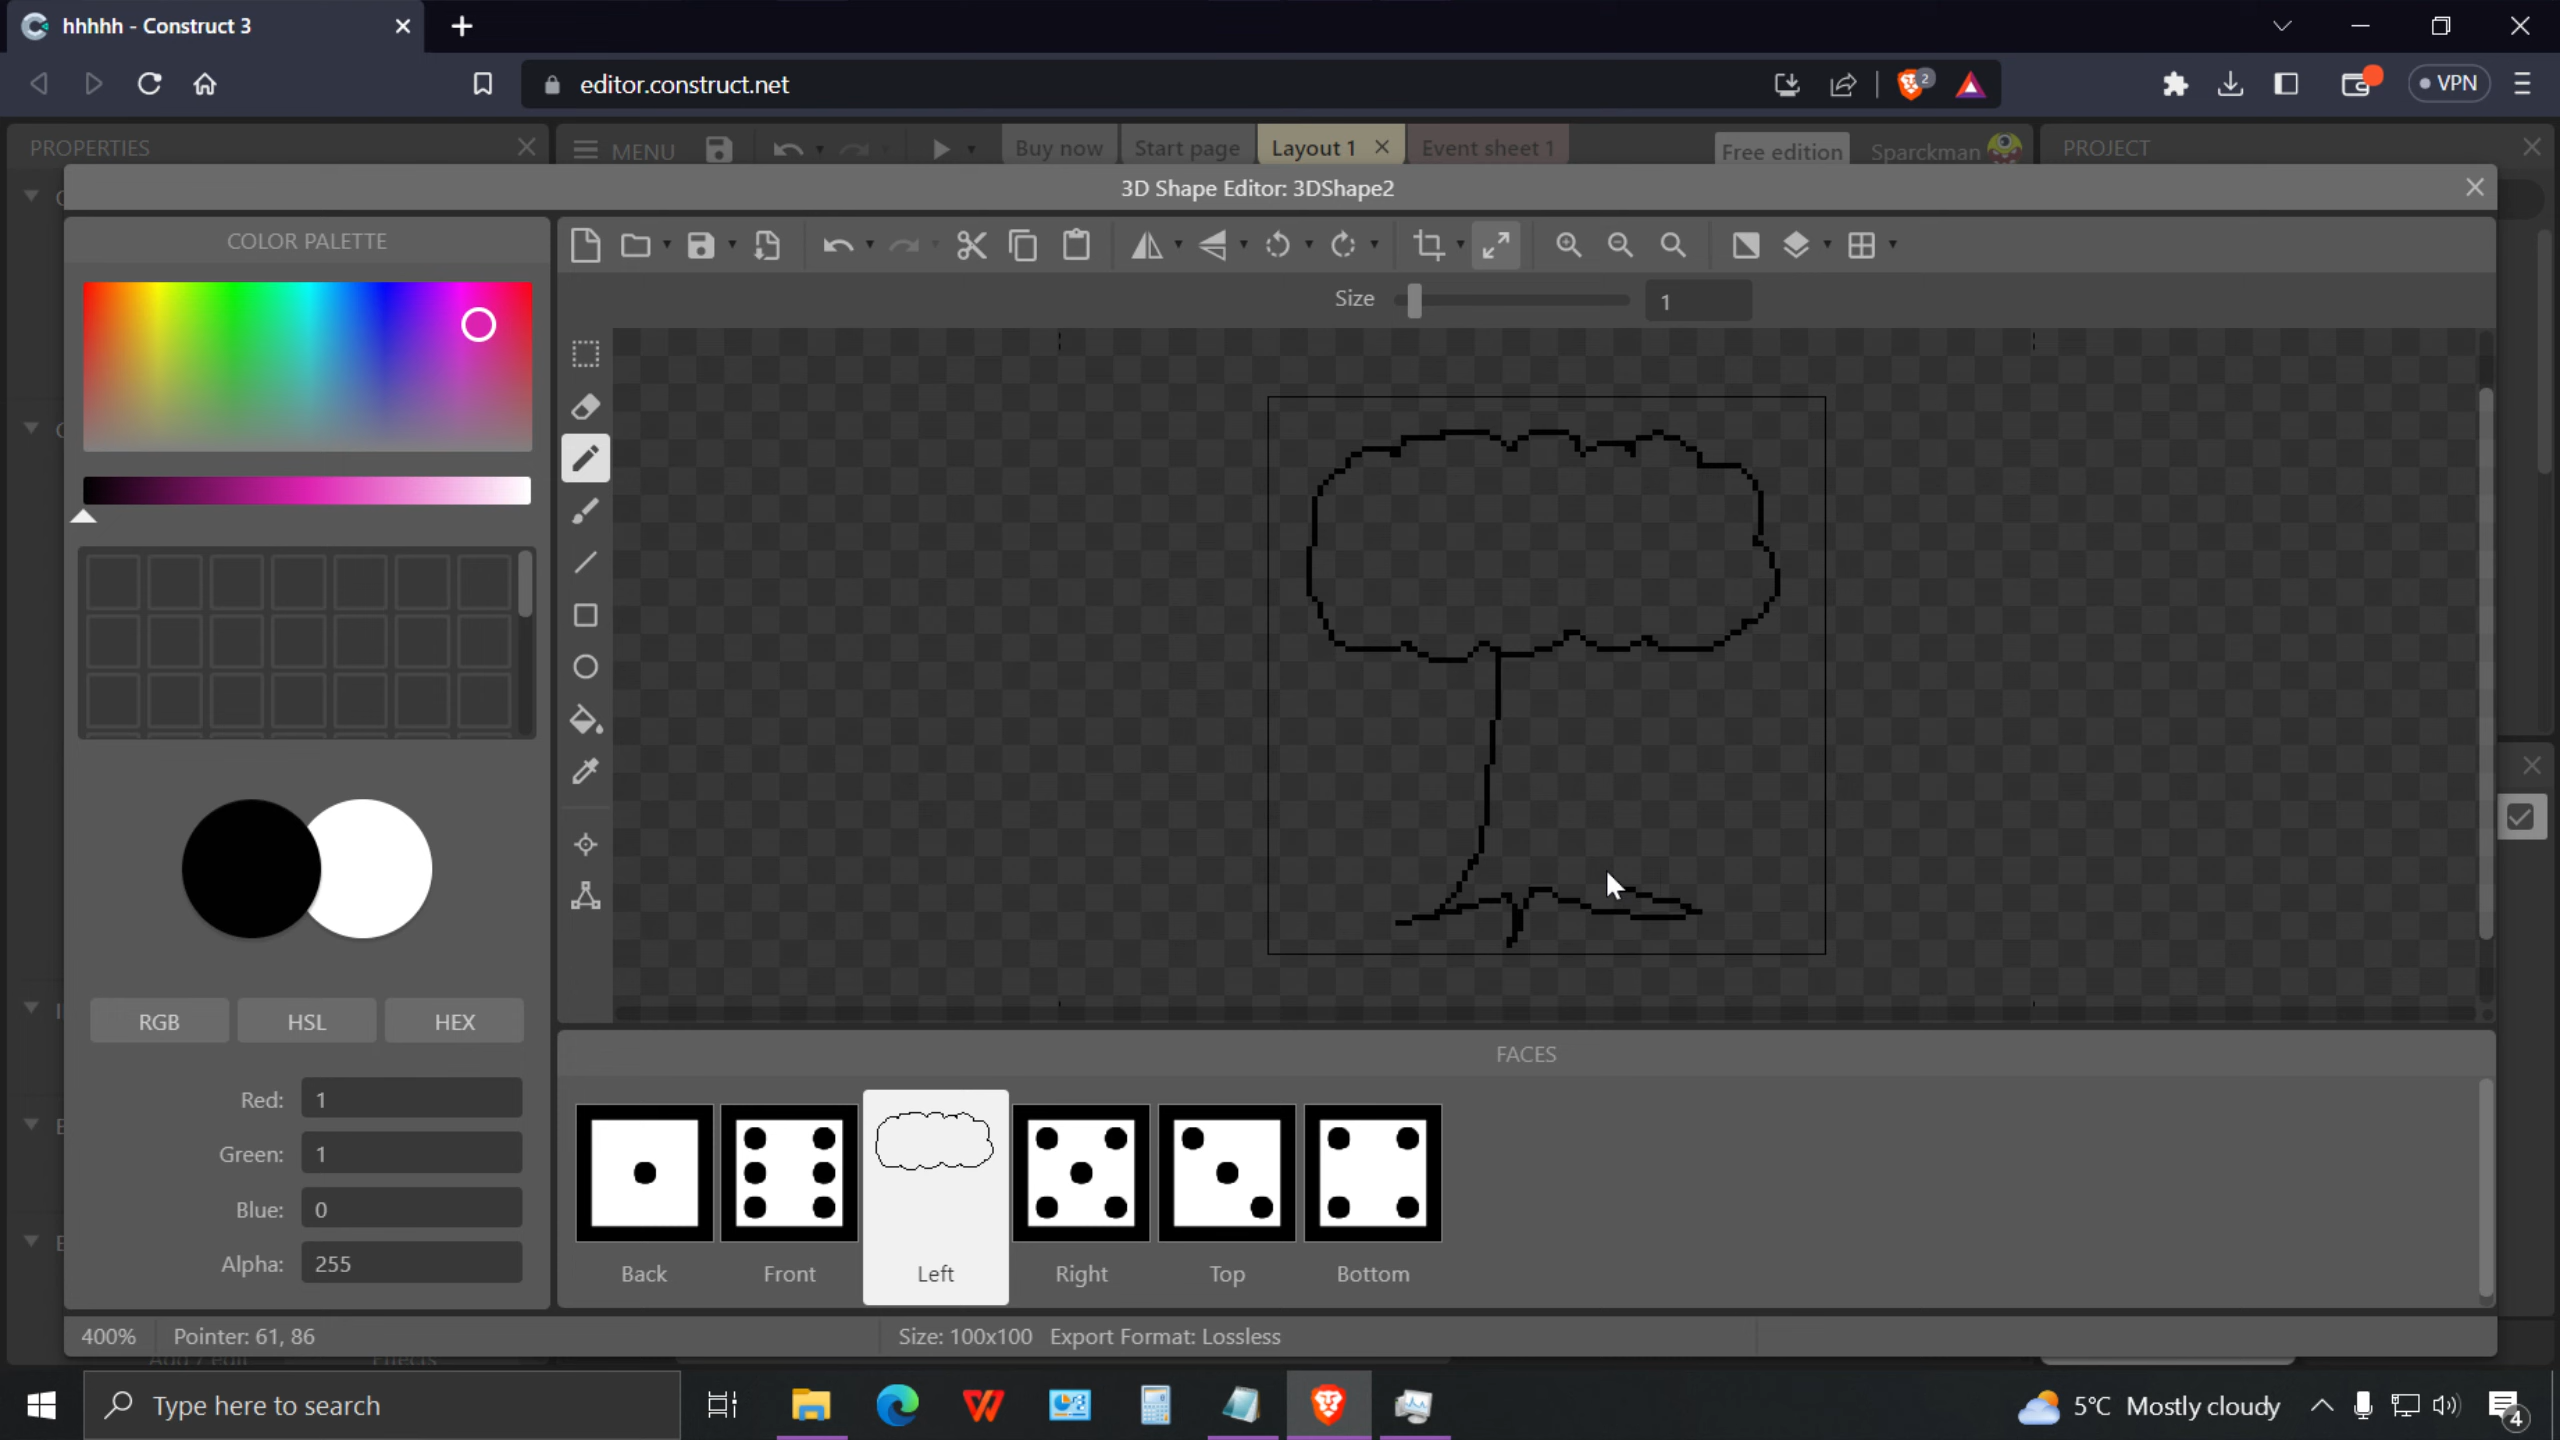 hhhhh - Construct 3
editor.construct.net
2
VPN
PROPERTIES
MENU
Buy now
Start page
Layout 1
Event sheet 1
Free edition
Sparckman
PROJECT
3D Shape Editor: 3DShape2
COLOR PALETTE
Size
1
RGB
HSL
HEX
Red: 1
Green: 1
Blue: 0
Alpha: 255
FACES
Back
Front
Left
Right
Top
Bottom
400%
Pointer: 61, 86
Size: 100x100
Export Format: Lossless
Type here to search
5°C Mostly cloudy
4